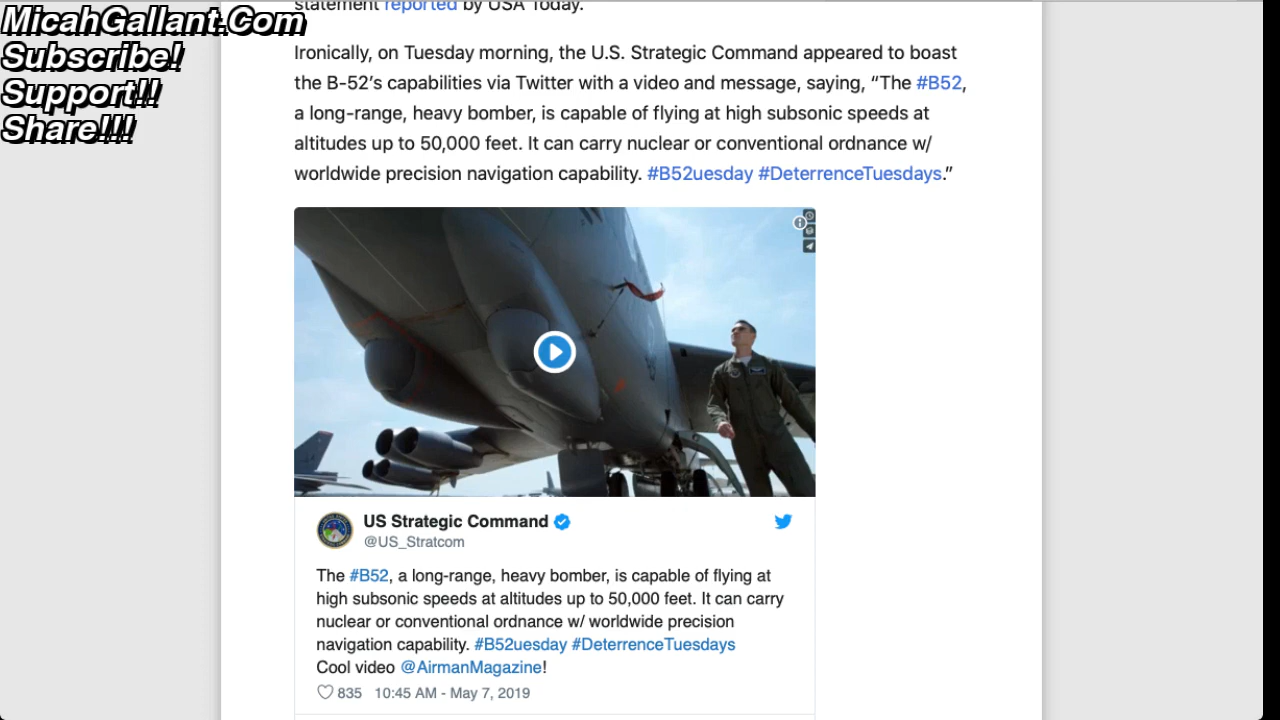 MicahGallant.Com
Subscribe!
Support!!
Share!!!
statement reported by USA Today.
Ironically, on Tuesday morning, the U.S. Strategic Command appeared to boast
the B-52’s capabilities via Twitter with a video and message, saying, “The #B52,
a long-range, heavy bomber, is capable of flying at high subsonic speeds at
altitudes up to 50,000 feet. It can carry nuclear or conventional ordnance w/
worldwide precision navigation capability. #B52uesday #DeterrenceTuesdays.”
US Strategic Command
@US_Stratcom
The #B52, a long-range, heavy bomber, is capable of flying at
high subsonic speeds at altitudes up to 50,000 feet. It can carry
nuclear or conventional ordnance w/ worldwide precision
navigation capability. #B52uesday #DeterrenceTuesdays
Cool video @AirmanMagazine!
835 10:45 AM - May 7, 2019